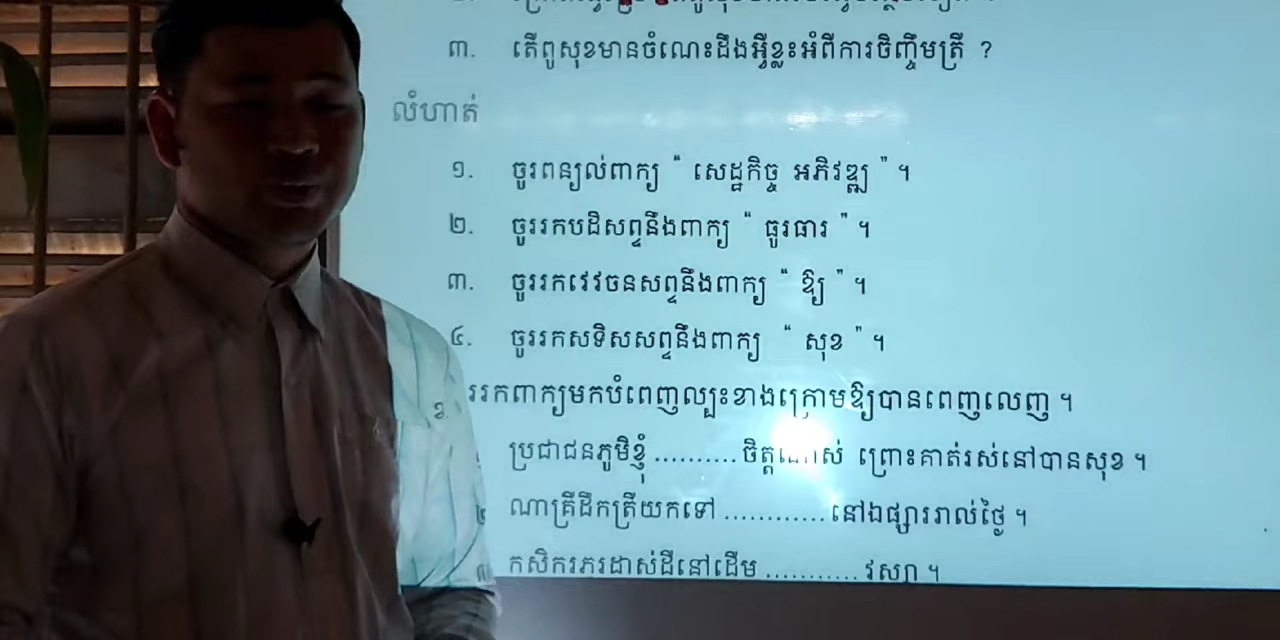 ៣. តើពូសុខមានចំណេះដឹងអ្វីខ្លះអំពីការចិញ្ចឹមត្រី ?
លំហាត់
១. ចូរពន្យល់ពាក្យ “ សេដ្ឋកិច្ច អភិវឌ្ឍ ” ។
២. ចូររកបដិសព្ទនឹងពាក្យ “ ធូរធារ ” ។
៣. ចូររកវេវចនសព្ទនឹងពាក្យ “ ឱ្យ ” ។
៤. ចូររកសទិសសព្ទនឹងពាក្យ “ សុខ ” ។
ខ. រកពាក្យមកបំពេញល្បះខាងក្រោមឱ្យបានពេញលេញ ។
ប្រជាជនភូមិខ្ញុំ ..........ចិត្ត ព្រោះគាត់រស់នៅបានសុខ ។
២ ណាគ្រីដឹកត្រីយកទៅ ............នៅឯផ្សាររាល់ថ្ងៃ ។
៣ កសិករភ្ជរដាស់ដីនៅដើម ........... វស្សា ។